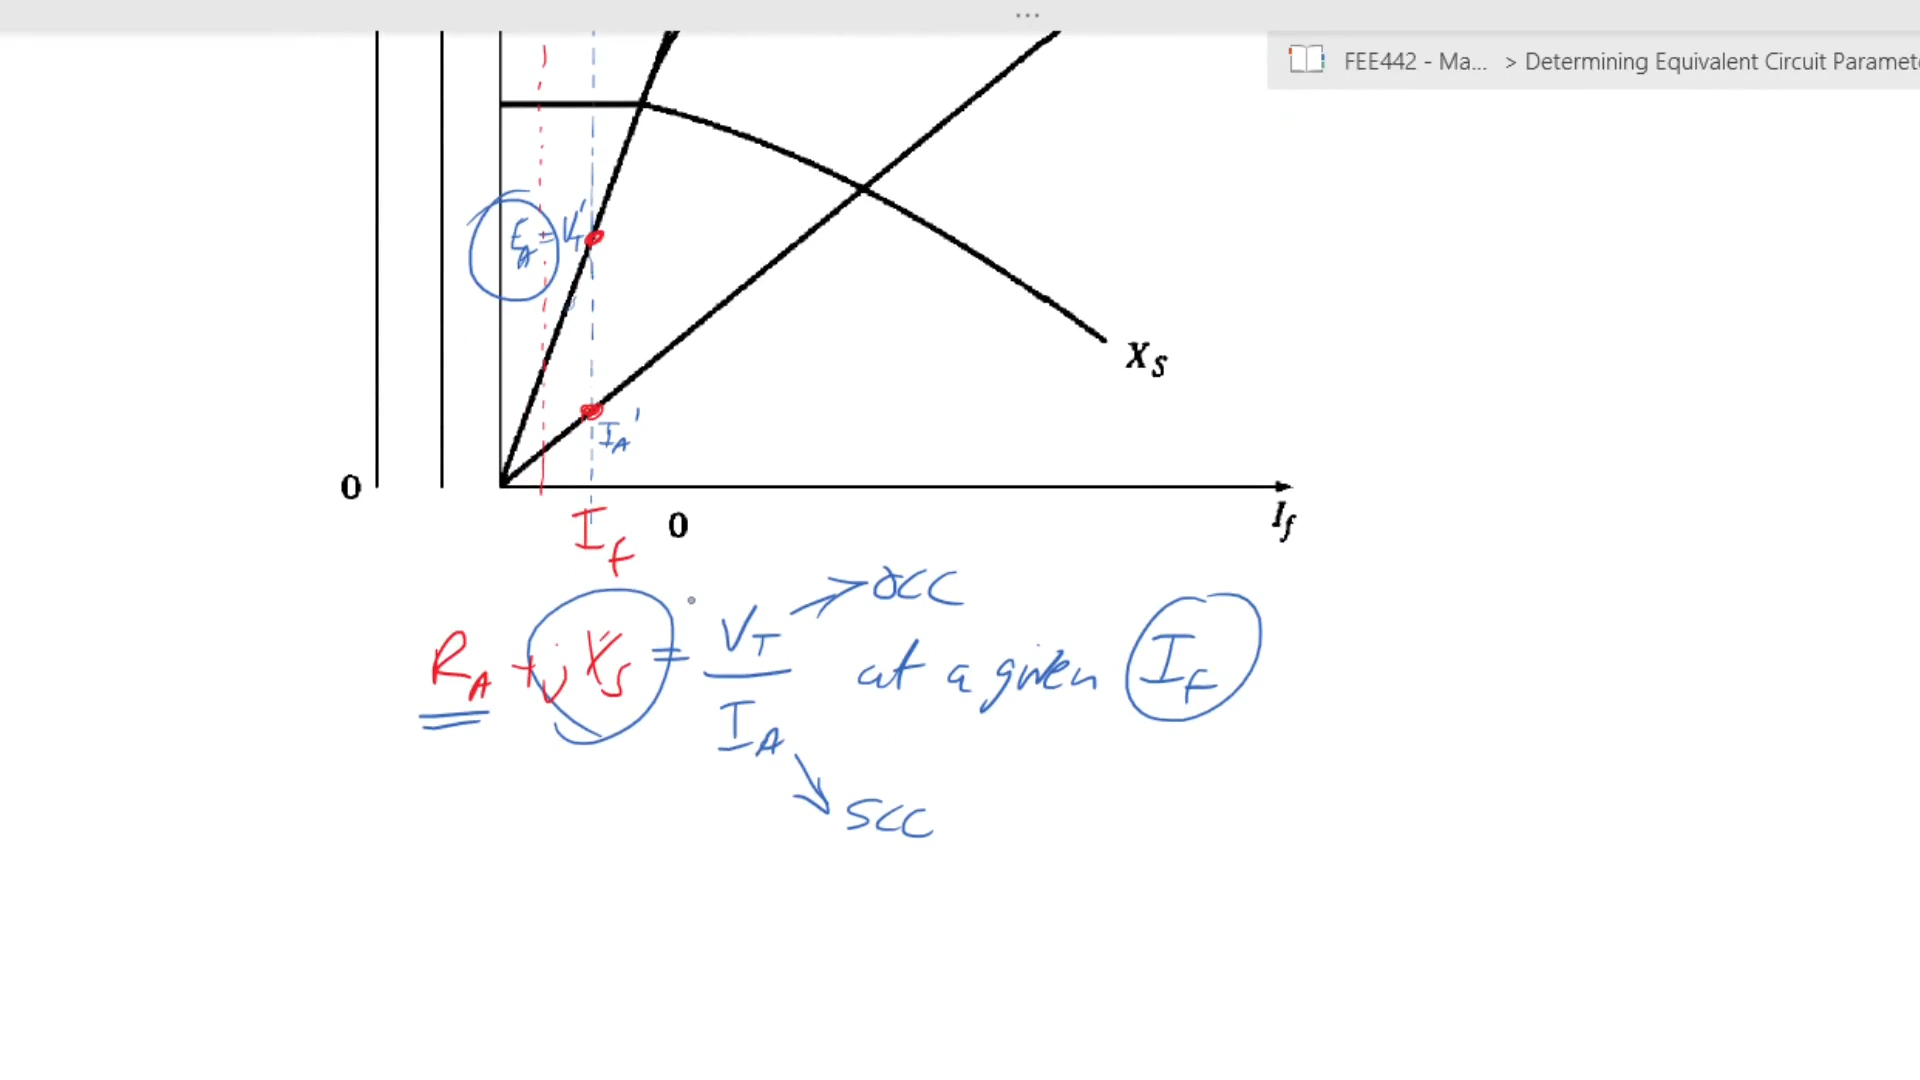 ...
FEE442 - Ma... > Determining Equivalent Circuit Paramet
E_A = V_T'
X_S
I_A'
0
I_f
0
I_f
R_A + jX_S = V_T / I_A at a given I_F
OCC
SCC